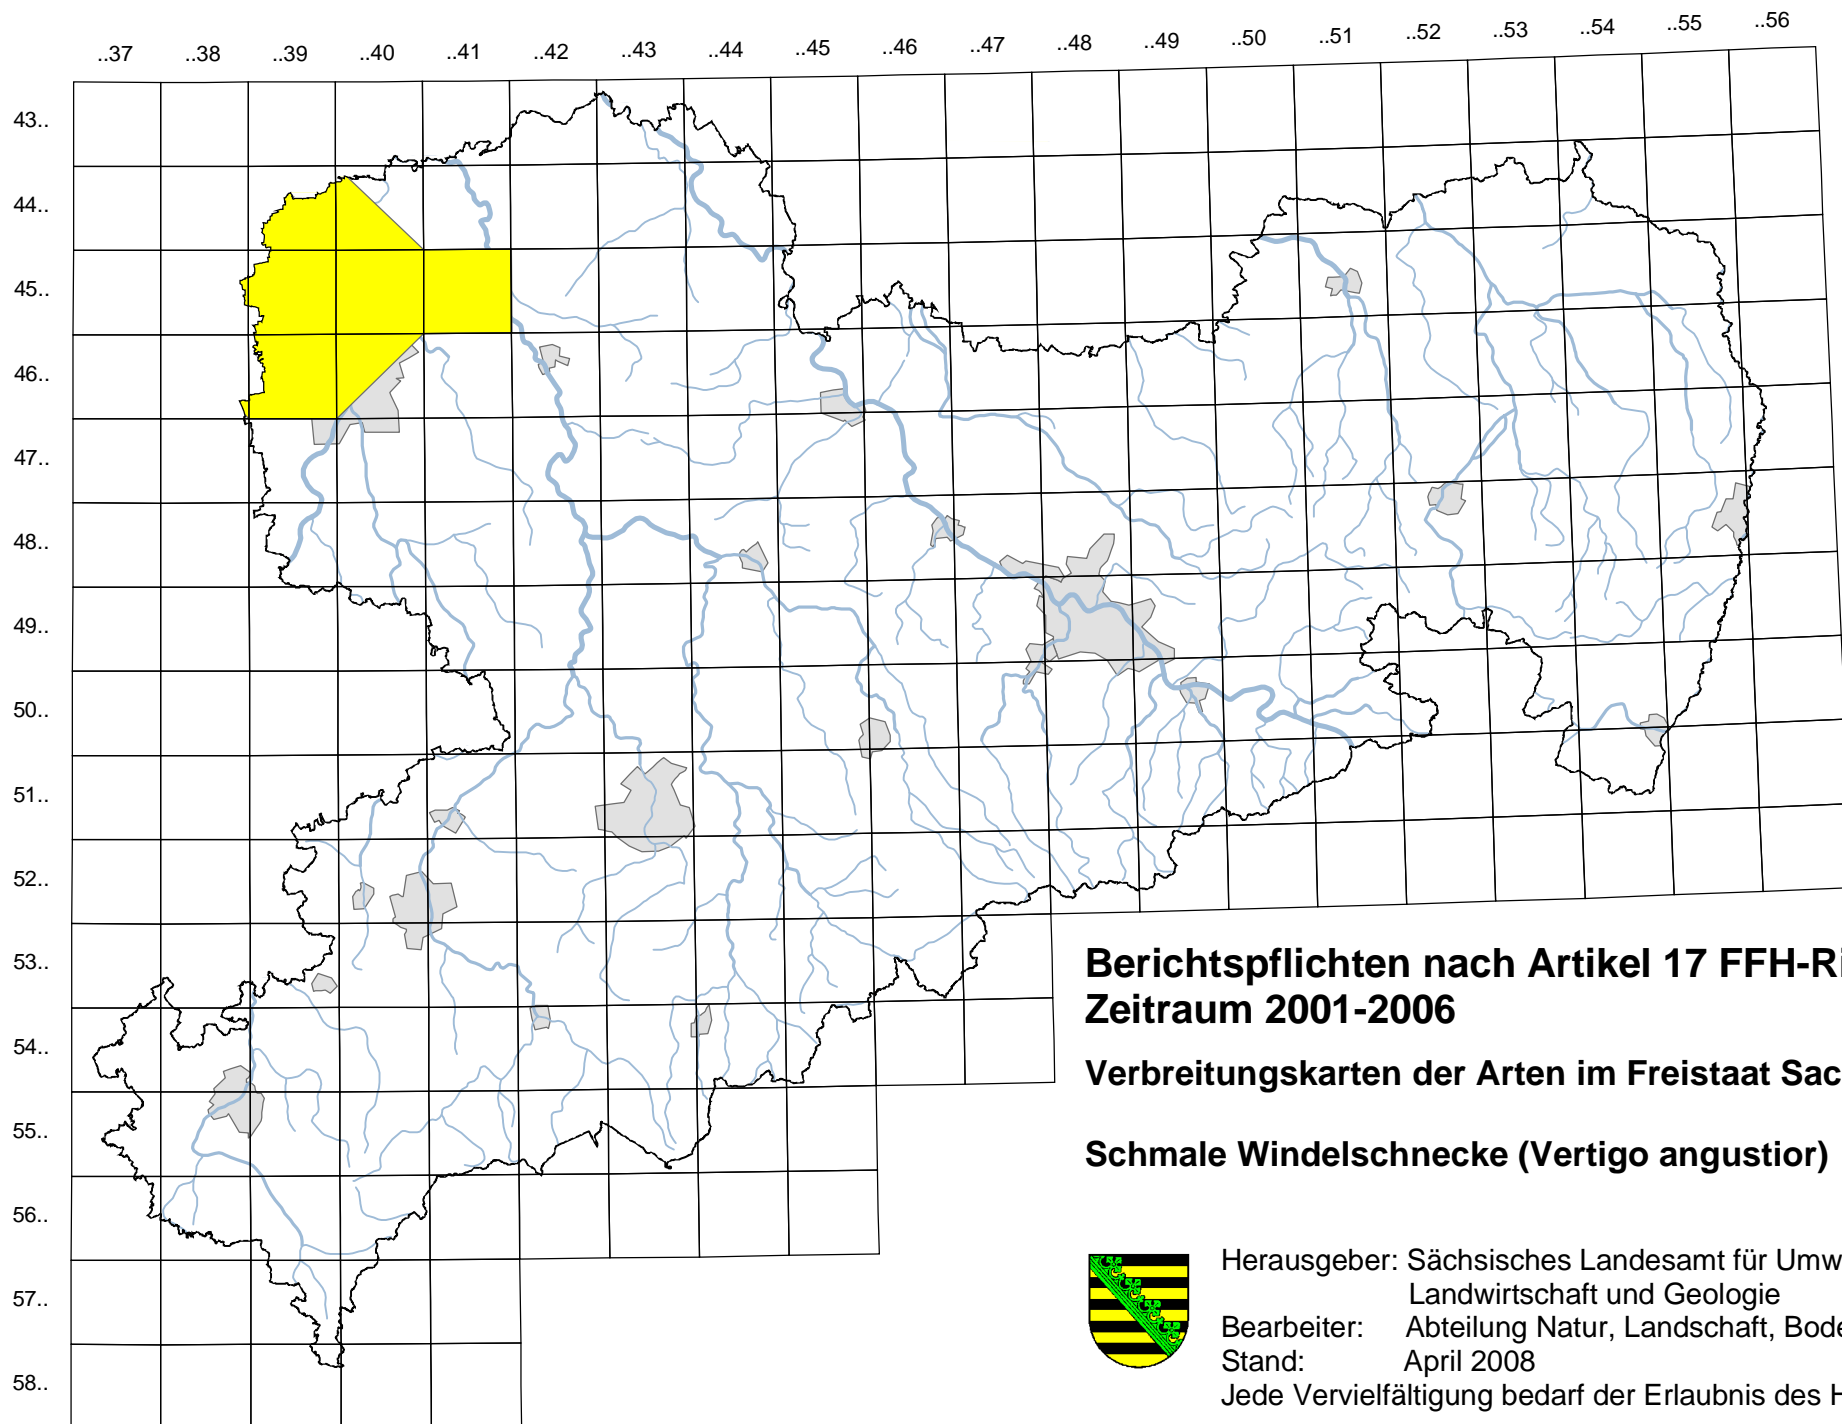 ..37 ..38 ..39 ..40 ..41 ..42 ..43 ..44 ..45 ..46 ..47 ..48 ..49 ..50 ..51 ..52 ..53 ..54 ..55 ..56
43..
44..
45..
46..
47..
48..
49..
50..
51..
52..
53..
54..
55..
56..
57..
58..
Berichtspflichten nach Artikel 17 FFH-Ri
Zeitraum 2001-2006
Verbreitungskarten der Arten im Freistaat Sac
Schmale Windelschnecke (Vertigo angustior)
Herausgeber: Sächsisches Landesamt für Umw
Landwirtschaft und Geologie
Bearbeiter: Abteilung Natur, Landschaft, Bode
Stand: April 2008
Jede Vervielfältigung bedarf der Erlaubnis des H